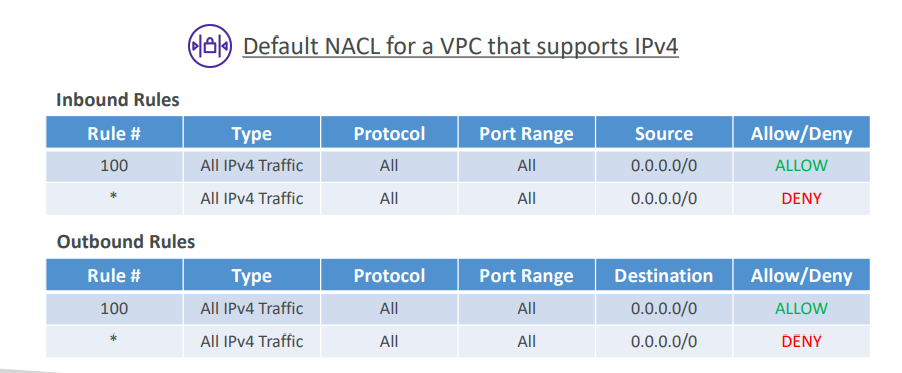 Default NACL for a VPC that supports IPv4
Inbound Rules
Rule # Type Protocol Port Range Source Allow/Deny
100 All IPv4 Traffic All All 0.0.0.0/0 ALLOW
* All IPv4 Traffic All All 0.0.0.0/0 DENY
Outbound Rules
Rule # Type Protocol Port Range Destination Allow/Deny
100 All IPv4 Traffic All All 0.0.0.0/0 ALLOW
* All IPv4 Traffic All All 0.0.0.0/0 DENY